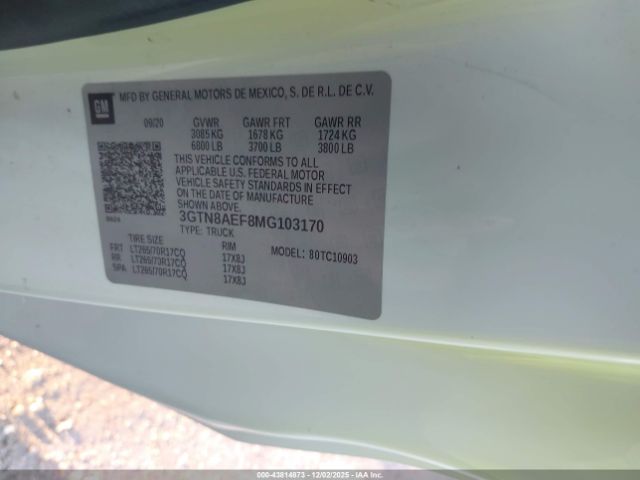 GM
MFD BY GENERAL MOTORS DE MEXICO, S. DE R.L. DE C.V.
09/20 GVWR GAWR FRT GAWR RR
3085 KG 1678 KG 1724 KG
6800 LB 3700 LB 3800 LB
THIS VEHICLE CONFORMS TO ALL
APPLICABLE U.S. FEDERAL MOTOR
VEHICLE SAFETY STANDARDS IN EFFECT
ON THE DATE OF MANUFACTURE
SHOWN ABOVE.
3GTN8AEF8MG103170
TYPE: TRUCK
TIRE SIZE RIM MODEL: 80TC10903
FRT LT265/70R17CQ 17X8J
RR LT265/70R17CQ 17X8J
SPA LT265/70R17CQ 17X8J
000-43814873 - 12/02/2025 - IAA Inc.